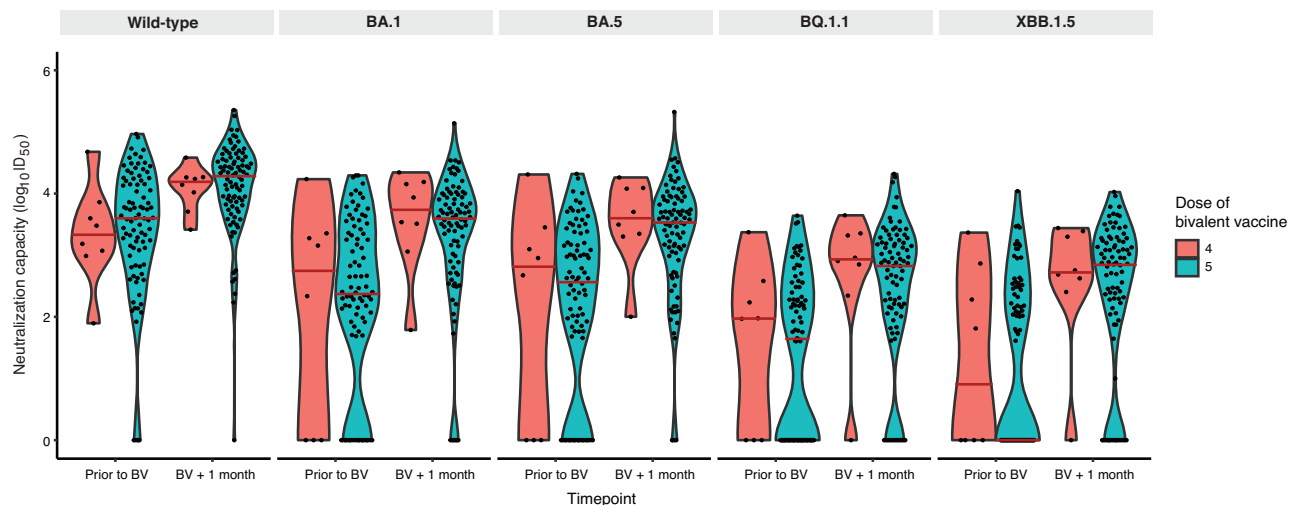 Wild-type BA.1 BA.5 BQ.1.1 XBB.1.5
Neutralization capacity (log10ID50)
6
4
2
0
Prior to BV BV + 1 month Prior to BV BV + 1 month Prior to BV BV + 1 month Prior to BV BV + 1 month Prior to BV BV + 1 month
Timepoint
Dose of
bivalent vaccine
4
5